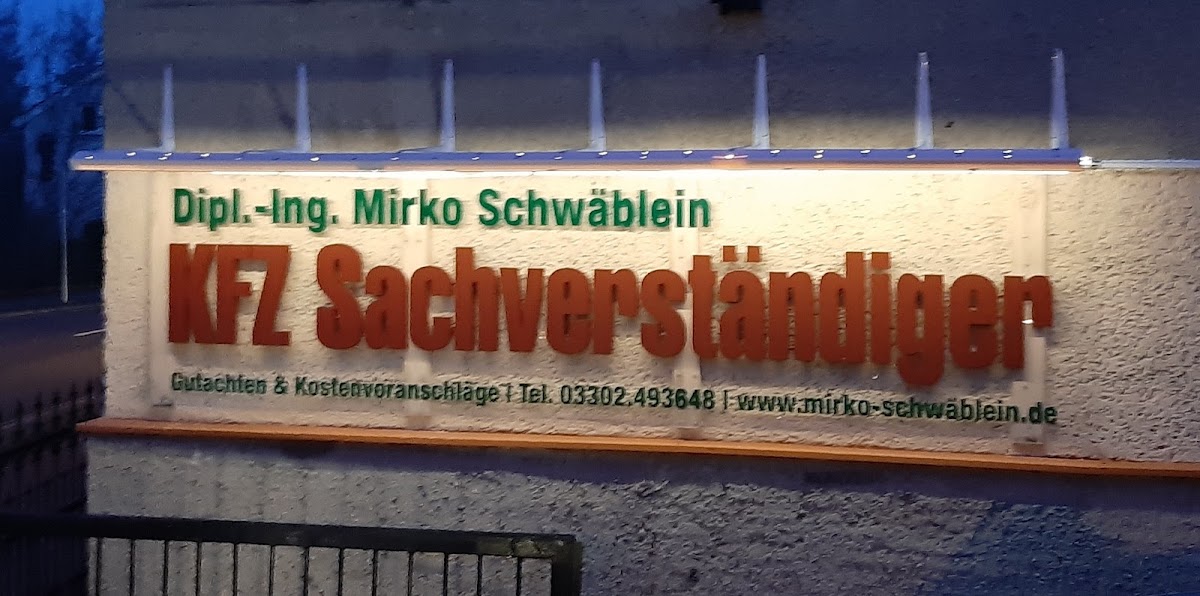 Dipl.-Ing. Mirko Schwäblein
KFZ Sachverständiger
Gutachten & Kostenvoranschläge | Tel. 03302.493648 | www.mirko-schwäblein.de